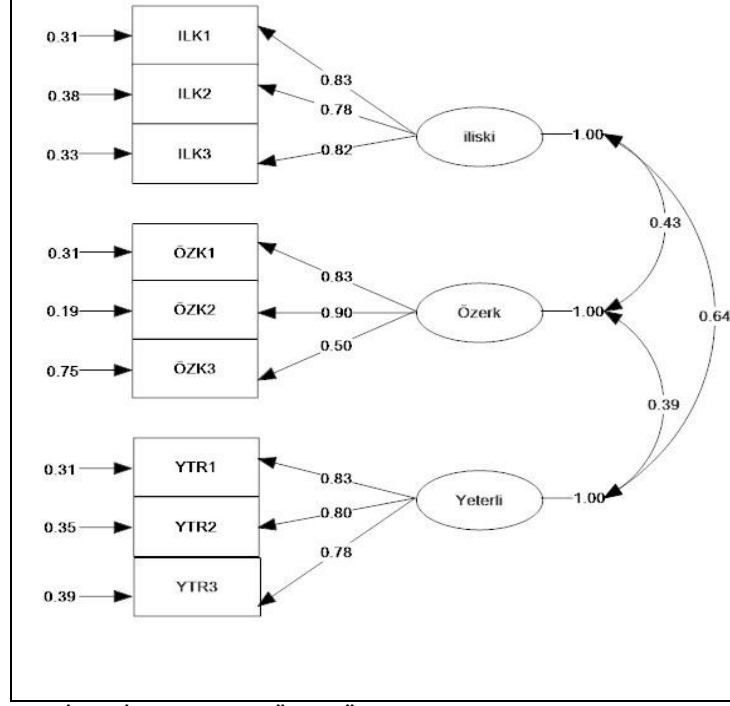 0.31 ILK1
0.83
0.38 ILK2
0.78
0.33 ILK3
0.82
iliski 1.00
0.43
0.31 ÖZK1
0.83
0.19 ÖZK2
0.90
0.75 ÖZK3
0.50
Özerk 1.00
0.64
0.39
0.31 YTR1
0.83
0.35 YTR2
0.80
0.39 YTR3
0.78
Yeterli 1.00